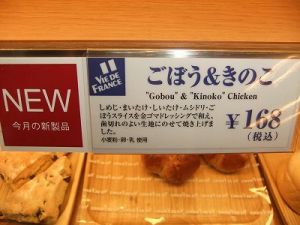 NEW
今月の新製品
VIE DE
FRANCE
ごぼう&きのこ
"Gobou" & "Kinoko" Chicken
しめじ・まいたけ・しいたけ・ムシドリ・ご
ぼうスライスを金ゴマドレッシングで和え、
歯切れのよい生地にのせて焼き上げま
した。
小麦粉・卵・乳 使用
¥168
(税込)